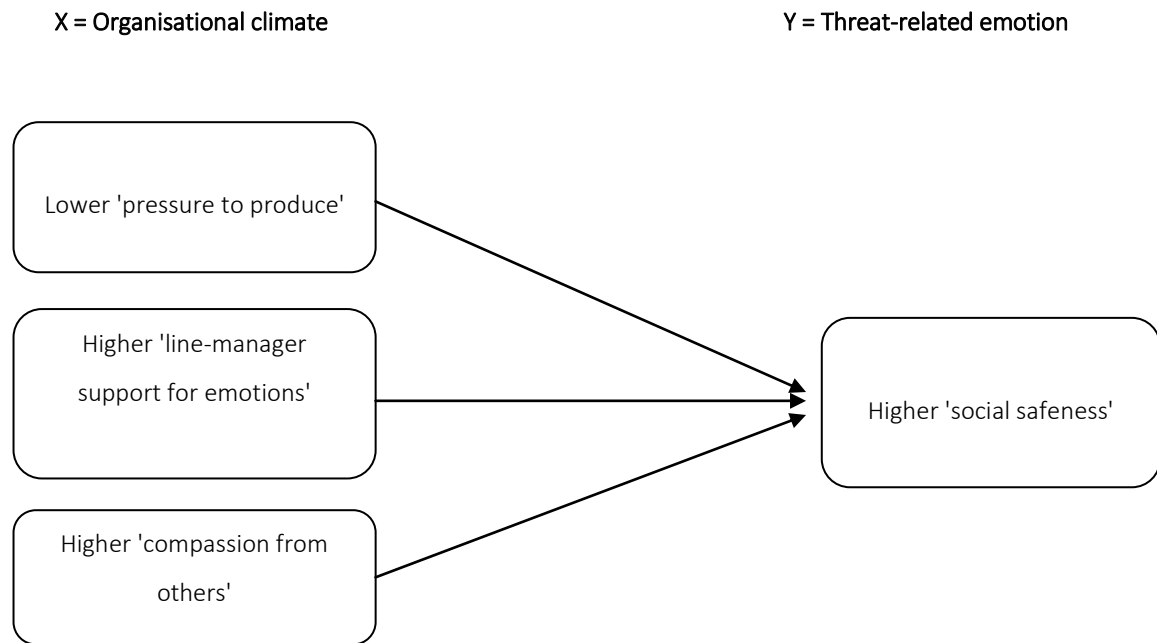 X = Organisational climate
Y = Threat-related emotion
Lower 'pressure to produce'
Higher 'line-manager
support for emotions'
Higher 'compassion from
others'
Higher 'social safeness'